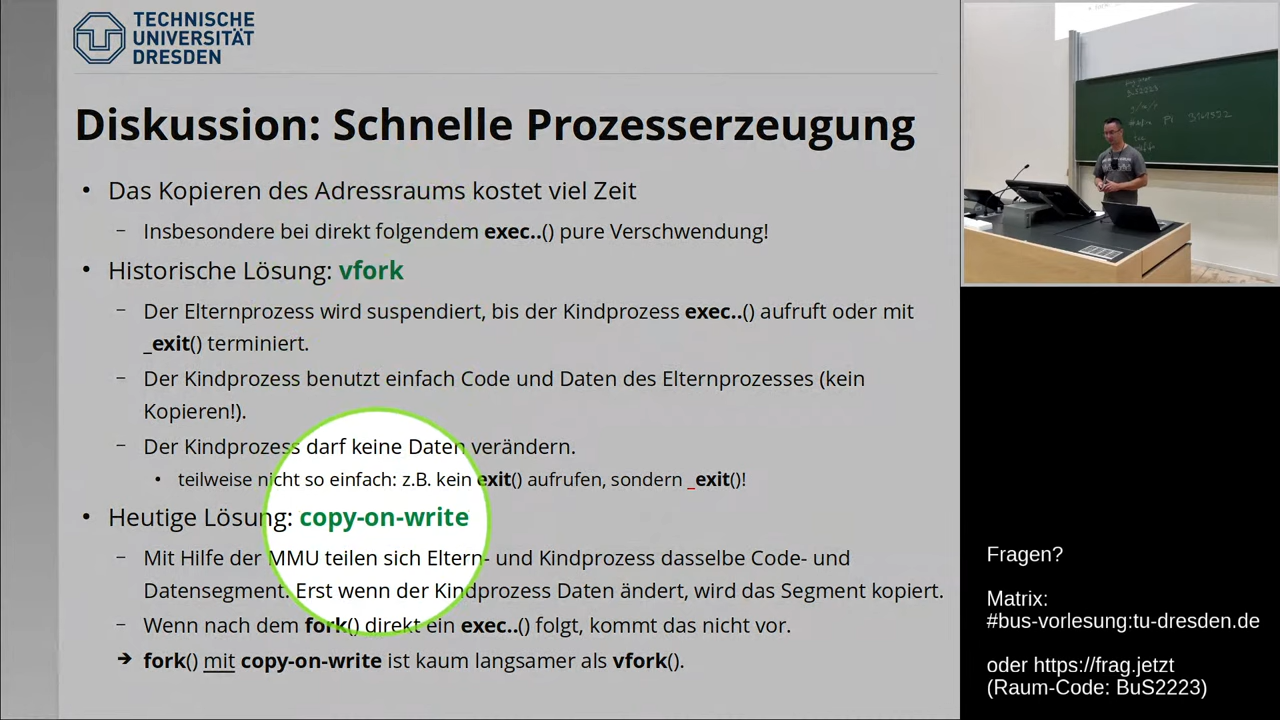 TECHNISCHE
UNIVERSITÄT
DRESDEN
Diskussion: Schnelle Prozesserzeugung
• Das Kopieren des Adressraums kostet viel Zeit
– Insbesondere bei direkt folgendem exec..() pure Verschwendung!
• Historische Lösung: vfork
– Der Elternprozess wird suspendiert, bis der Kindprozess exec..() aufruft oder mit
_exit() terminiert.
– Der Kindprozess benutzt einfach Code und Daten des Elternprozesses (kein
Kopieren!).
– Der Kindprozess darf keine Daten verändern.
• teilweise nicht so einfach: z.B. kein exit() aufrufen, sondern _exit()!
• Heutige Lösung: copy-on-write
– Mit Hilfe der MMU teilen sich Eltern- und Kindprozess dasselbe Code- und
Datensegment. Erst wenn der Kindprozess Daten ändert, wird das Segment kopiert.
– Wenn nach dem fork() direkt ein exec..() folgt, kommt das nicht vor.
➔ fork() mit copy-on-write ist kaum langsamer als vfork().
Fragen?
Matrix:
#bus-vorlesung:tu-dresden.de
oder https://frag.jetzt
(Raum-Code: BuS2223)